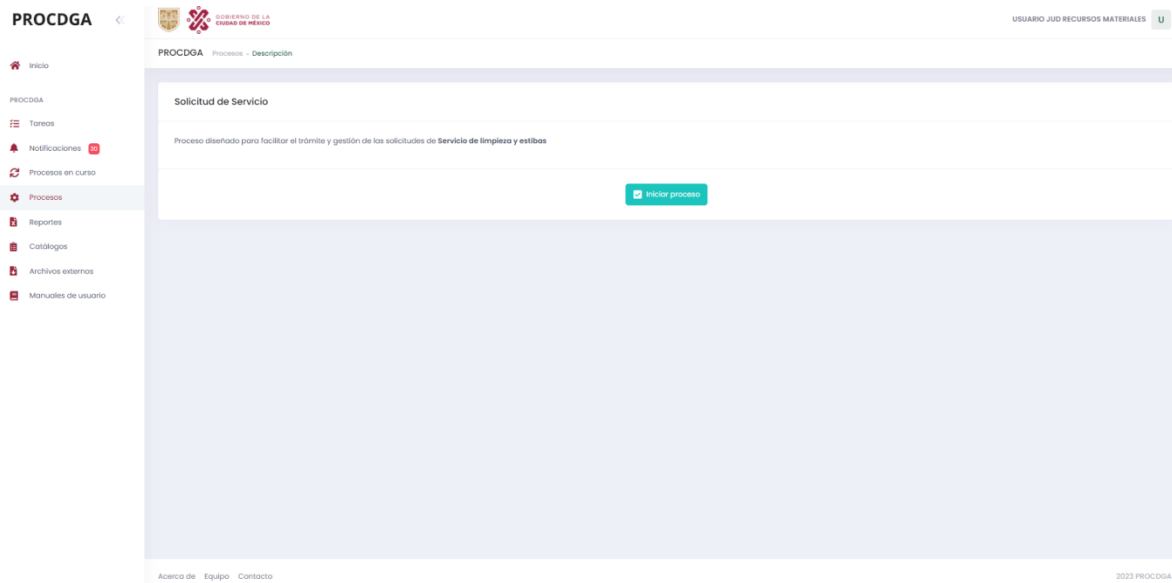 PROCDGA
GOBIERNO DE LA
CIUDAD DE MÉXICO
USUARIO JUD RECURSOS MATERIALES U
PROCDGA Procesos - Descripción
Inicio
PROCDGA
Tareas
Notificaciones 30
Procesos en curso
Procesos
Reportes
Catálogos
Archivos externos
Manuales de usuario
Solicitud de Servicio
Proceso diseñado para facilitar el trámite y gestión de las solicitudes de Servicio de limpieza y estibas
Iniciar proceso
Acerca de Equipo Contacto
2023 PROCDGA